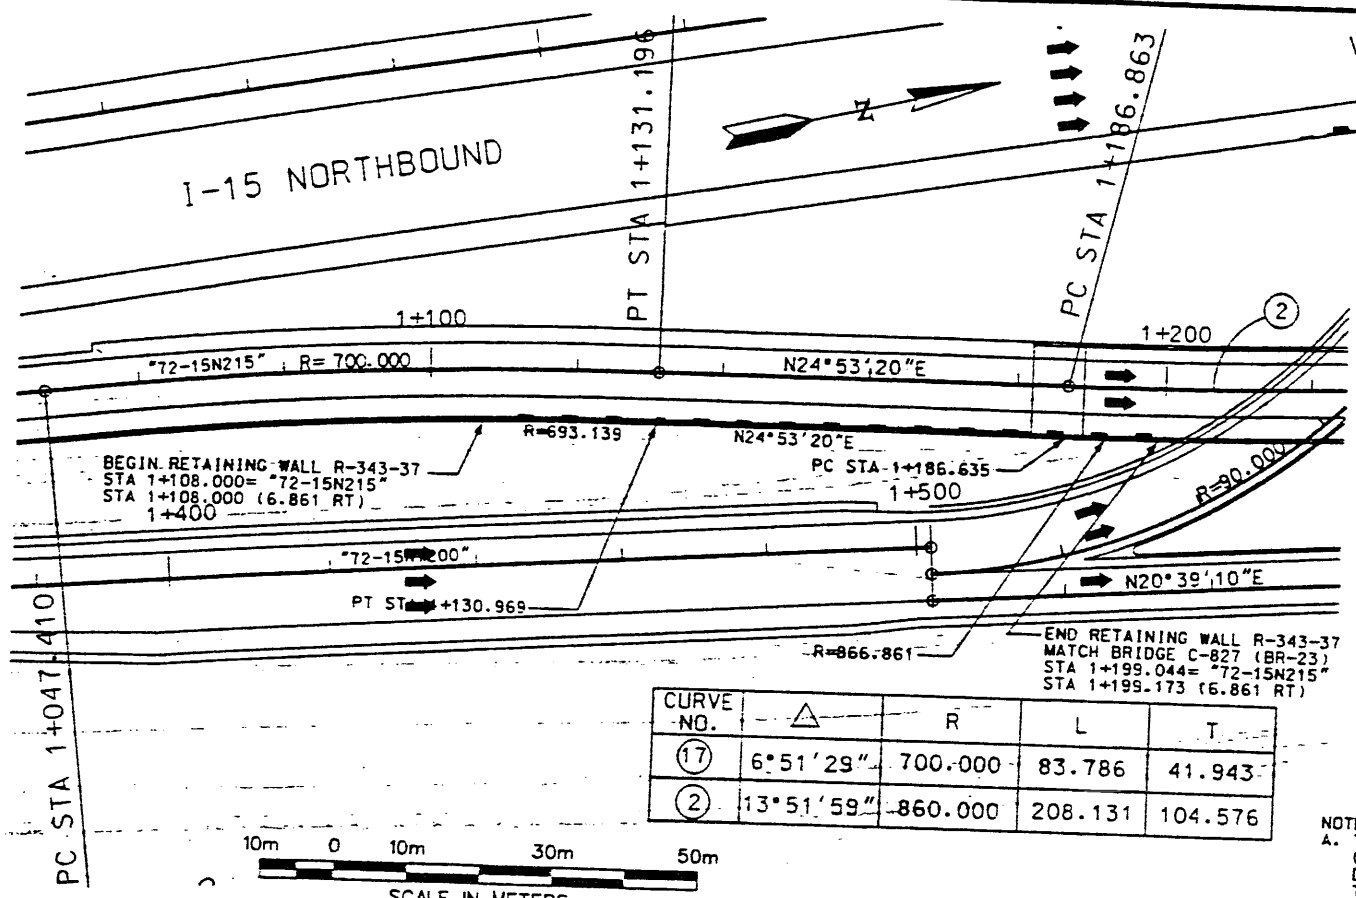 I-15 NORTHBOUND
PT STA 1+131.196
Z
PC STA 1+186.863
1+100
1+200
2
"72-15N215"
R= 700.000
N24°53'20"E
R=693.139
N24°53'20"E
BEGIN RETAINING WALL R-343-37
STA 1+108.000= "72-15N215"
STA 1+108.000 (6.861 RT)
PC STA 1+186.635
1+400
1+500
R=90.000
N20°39'10"E
+130.969
PC STA 1+047.410
R=866.861
END RETAINING WALL R-343-37
MATCH BRIDGE C-827 (BR-23)
STA 1+199.044= "72-15N215"
STA 1+199.173 (6.861 RT)
CURVE NO. △ R L T
17 6°51'29" 700.000 83.786 41.943
2 13°51'59" 860.000 208.131 104.576
10m 0 10m 30m 50m
SCALE IN METERS
A.